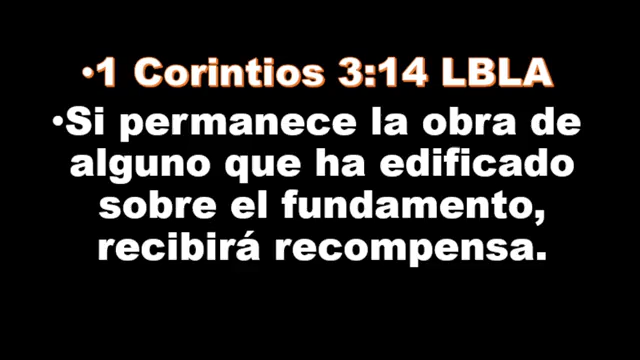 •1 Corintios 3:14 LBLA
•Si permanece la obra de
alguno que ha edificado
sobre el fundamento,
recibirá recompensa.